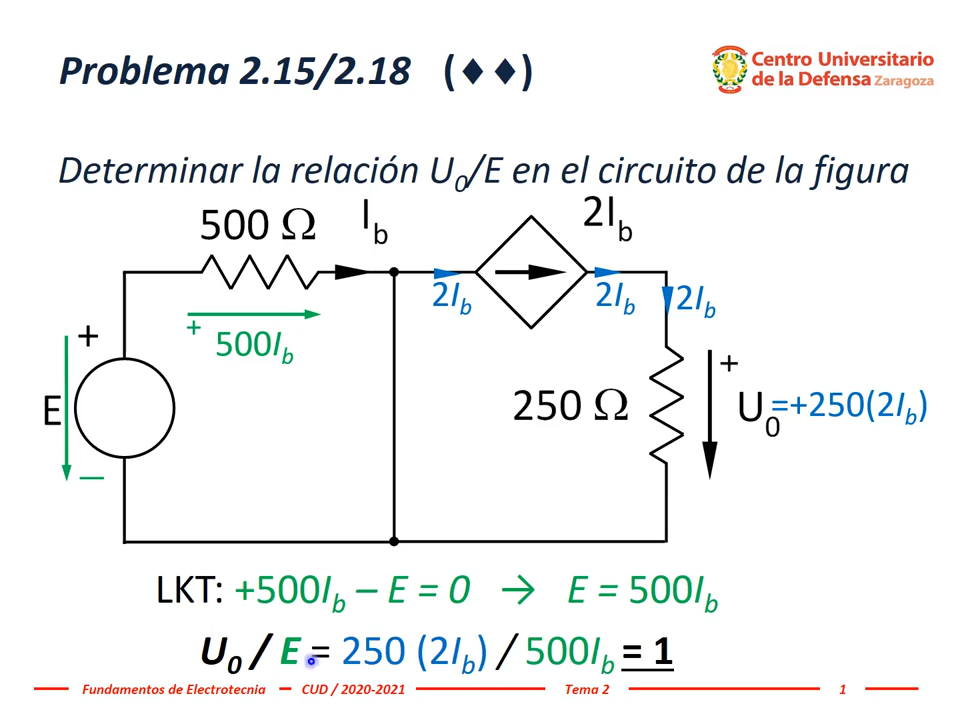 Problema 2.15/2.18 (♦♦)
Centro Universitario
de la Defensa Zaragoza
Determinar la relación U₀/E en el circuito de la figura
500 Ω
I_b
2I_b
2I_b
2I_b
2I_b
+
500I_b
+
E
—
250 Ω
+
U₀=+250(2I_b)
LKT: +500I_b – E = 0 → E = 500I_b
U₀ / E = 250 (2I_b) / 500I_b = 1
Fundamentos de Electrotecnia
CUD / 2020-2021
Tema 2
1